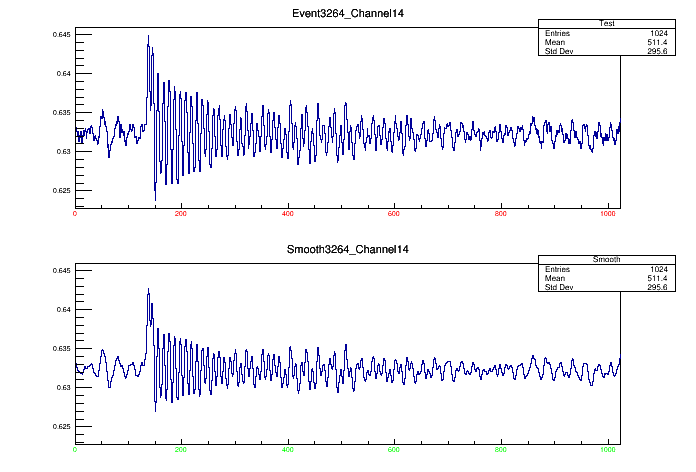 Event3264_Channel14
Test
Entries 1024
Mean 511.4
Std Dev 295.6
0.645
0.64
0.635
0.63
0.625
0 200 400 600 800 1000
Smooth3264_Channel14
Smooth
Entries 1024
Mean 511.4
Std Dev 295.6
0.645
0.64
0.635
0.63
0.625
0 200 400 600 800 1000